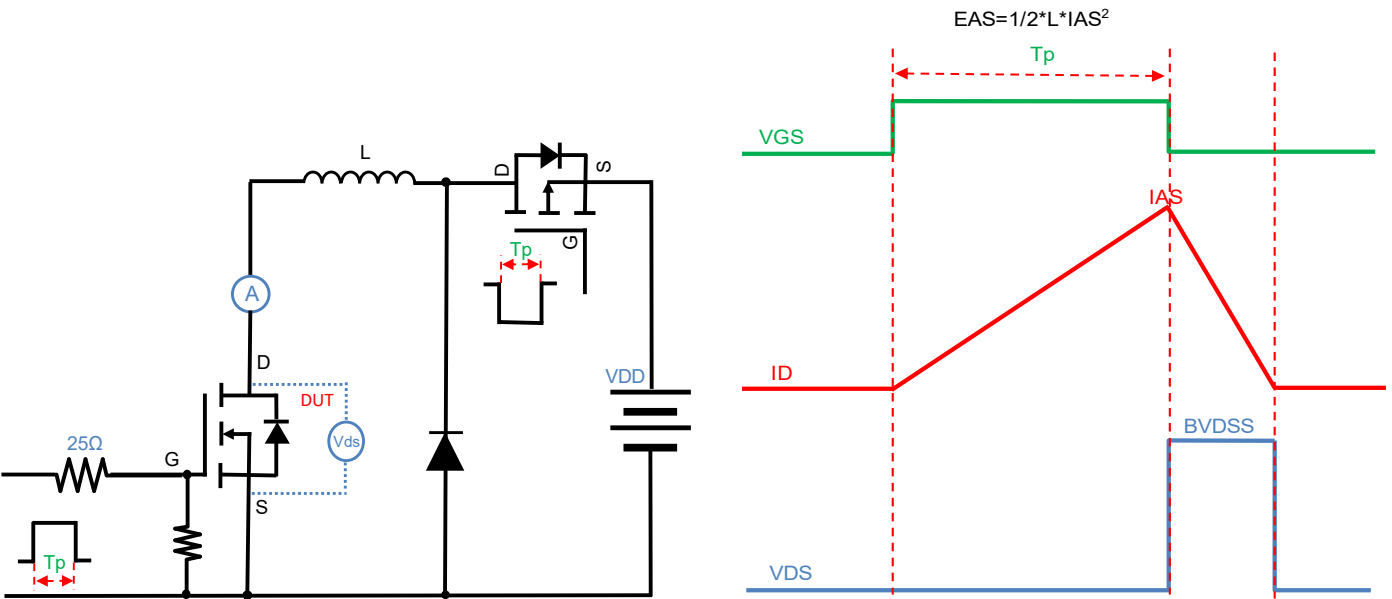 EAS=1/2*L*IAS²
Tp
VGS
IAS
ID
BVDSS
VDS
L
D
S
G
Tp
A
D
VDD
DUT
Vds
25Ω
G
S
Tp